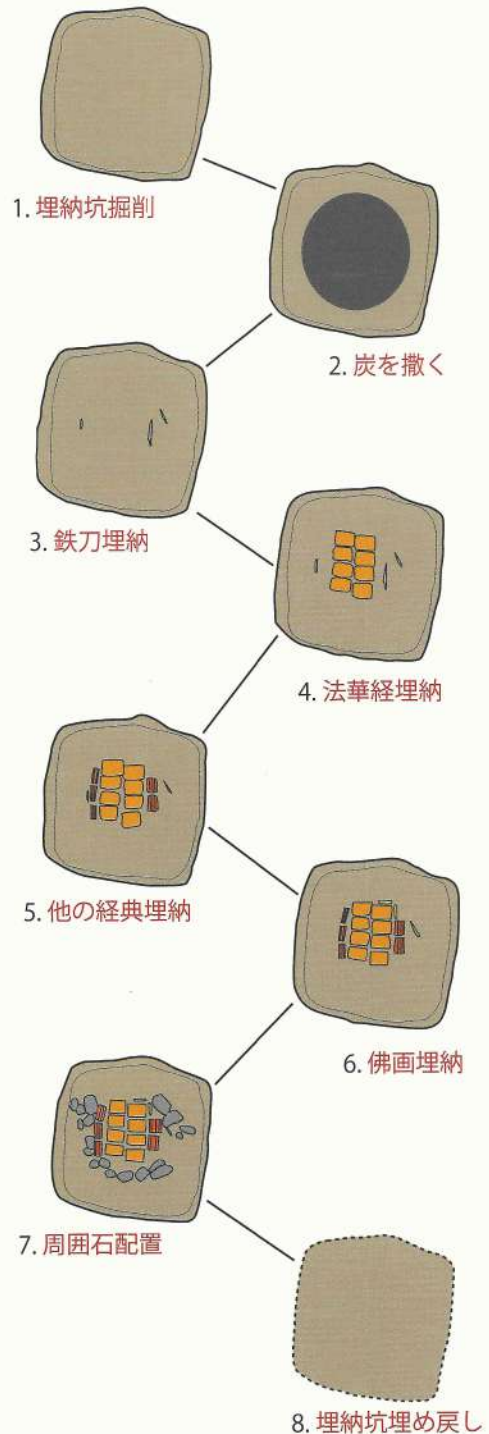 1. 埋納坑掘削
2. 炭を撒く
3. 鉄刀埋納
4. 法華経埋納
5. 他の経典埋納
6. 佛画埋納
7. 周囲石配置
8. 埋納坑埋め戻し